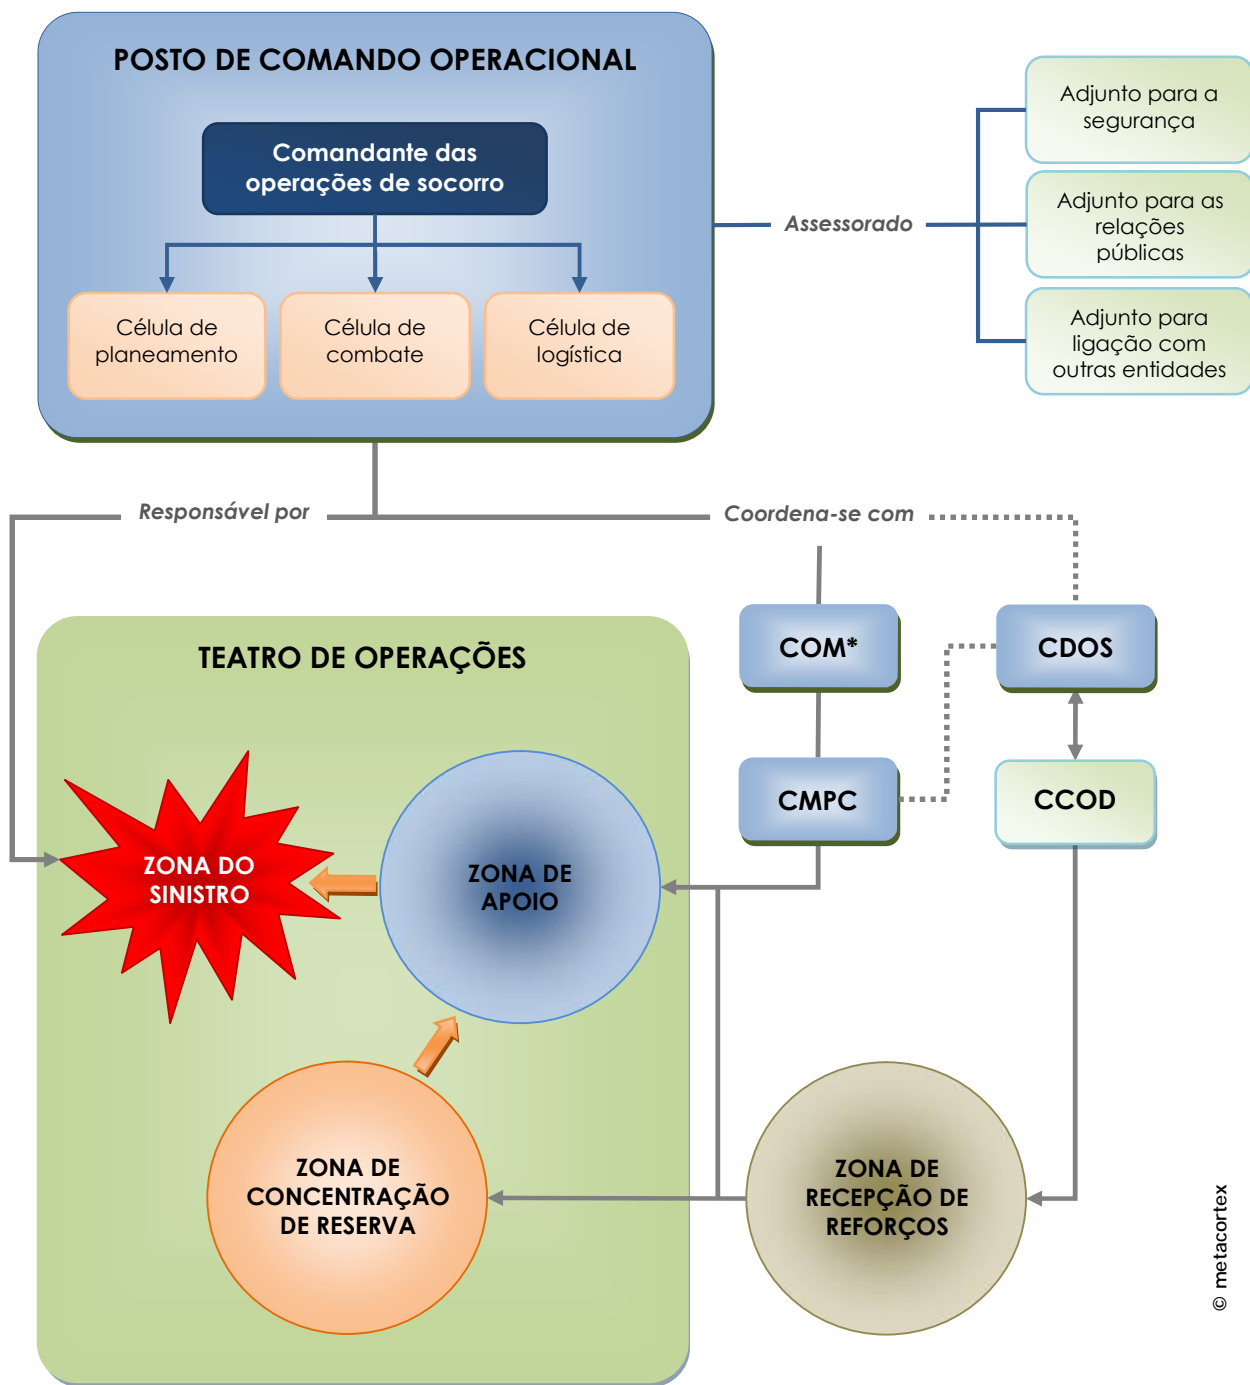 POSTO DE COMANDO OPERACIONAL
Comandante das
operações de socorro
Célula de
planeamento
Célula de
combate
Célula de
logística
Assessorado
Adjunto para a
segurança
Adjunto para as
relações
públicas
Adjunto para
ligação com
outras entidades
Responsável por
Coordena-se com
TEATRO DE OPERAÇÕES
COM*
CDOS
CMPC
CCOD
ZONA DO
SINISTRO
ZONA DE
APOIO
ZONA DE
CONCENTRAÇÃO
DE RESERVA
ZONA DE
RECEPÇÃO DE
REFORÇOS
© metacortex